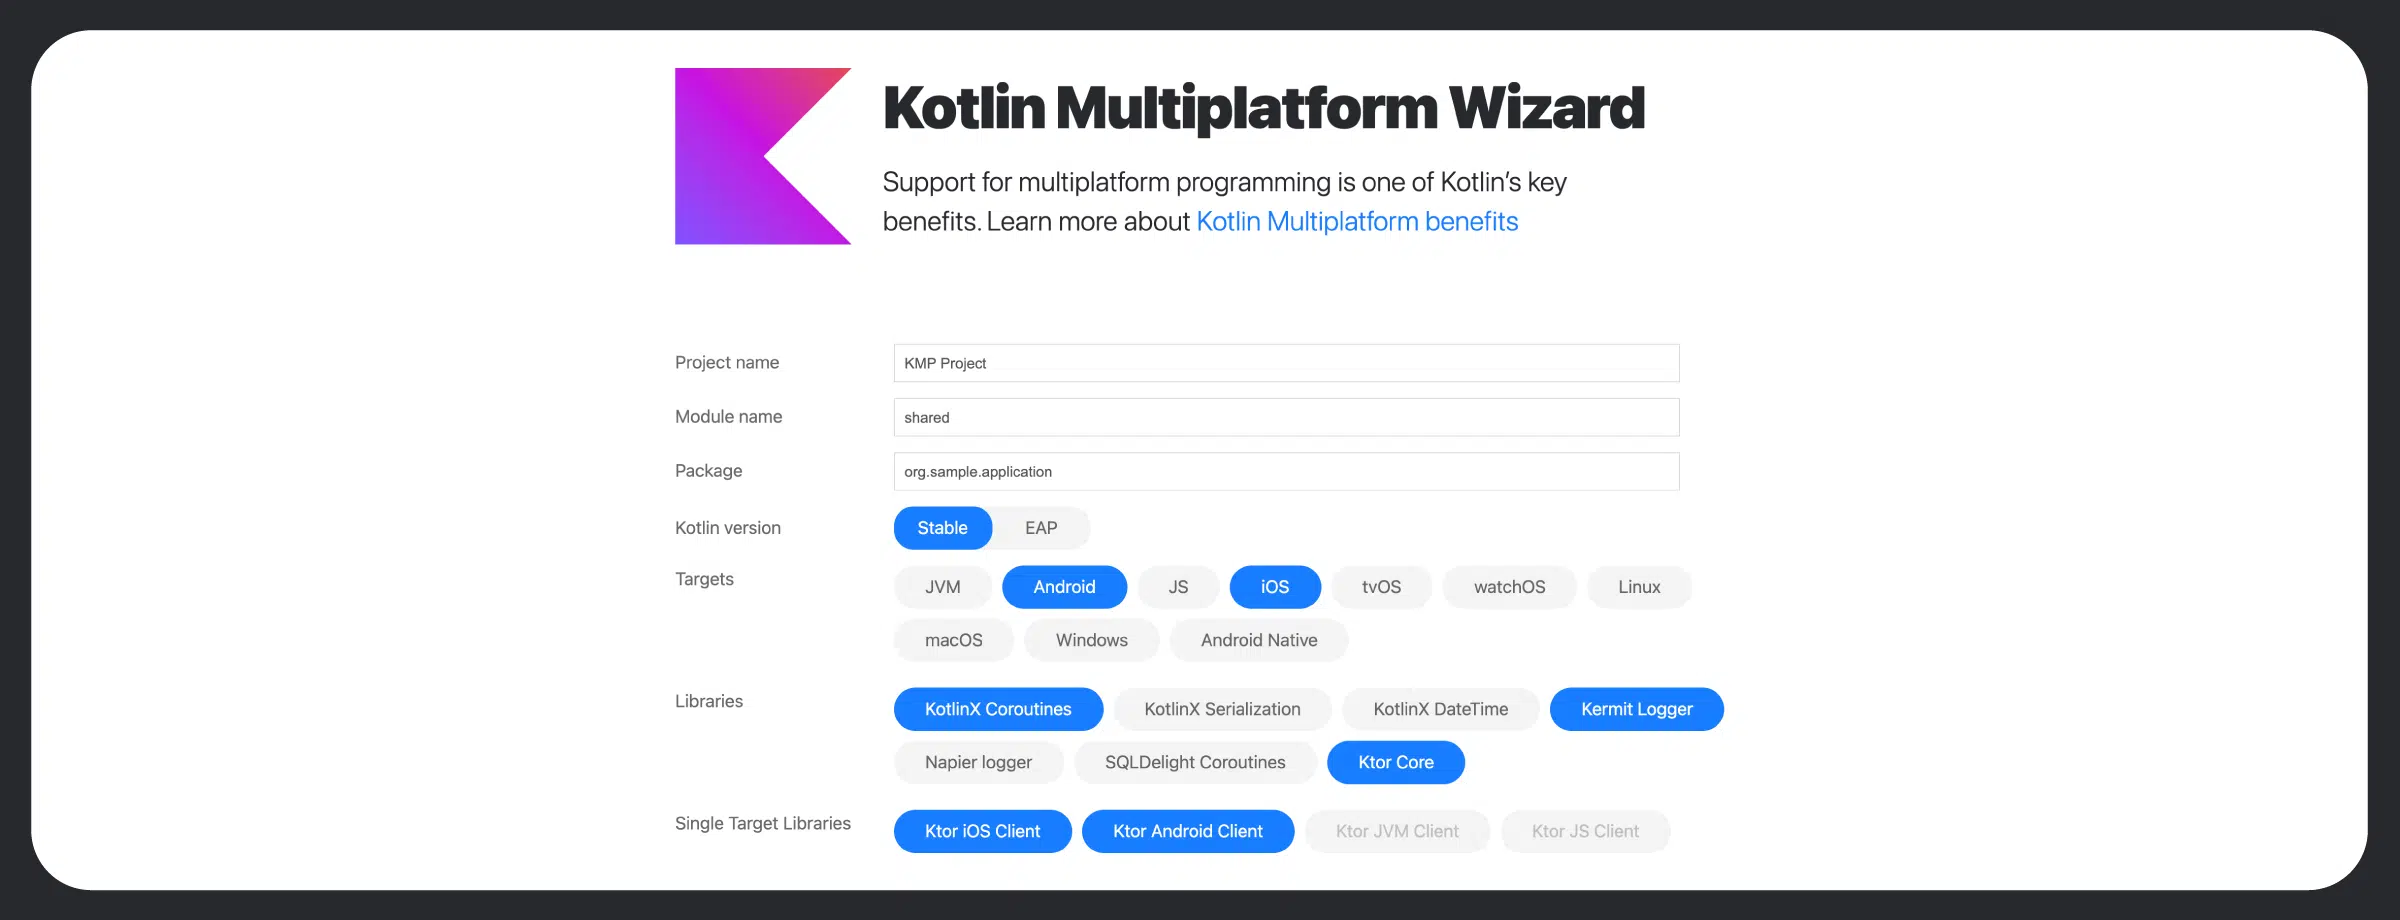 Kotlin Multiplatform Wizard
Support for multiplatform programming is one of Kotlin’s key
benefits. Learn more about Kotlin Multiplatform benefits
Project name KMP Project
Module name shared
Package org.sample.application
Kotlin version Stable EAP
Targets JVM Android JS iOS tvOS watchOS Linux
macOS Windows Android Native
Libraries KotlinX Coroutines KotlinX Serialization KotlinX DateTime Kermit Logger
Napier logger SQLDelight Coroutines Ktor Core
Single Target Libraries Ktor iOS Client Ktor Android Client Ktor JVM Client Ktor JS Client